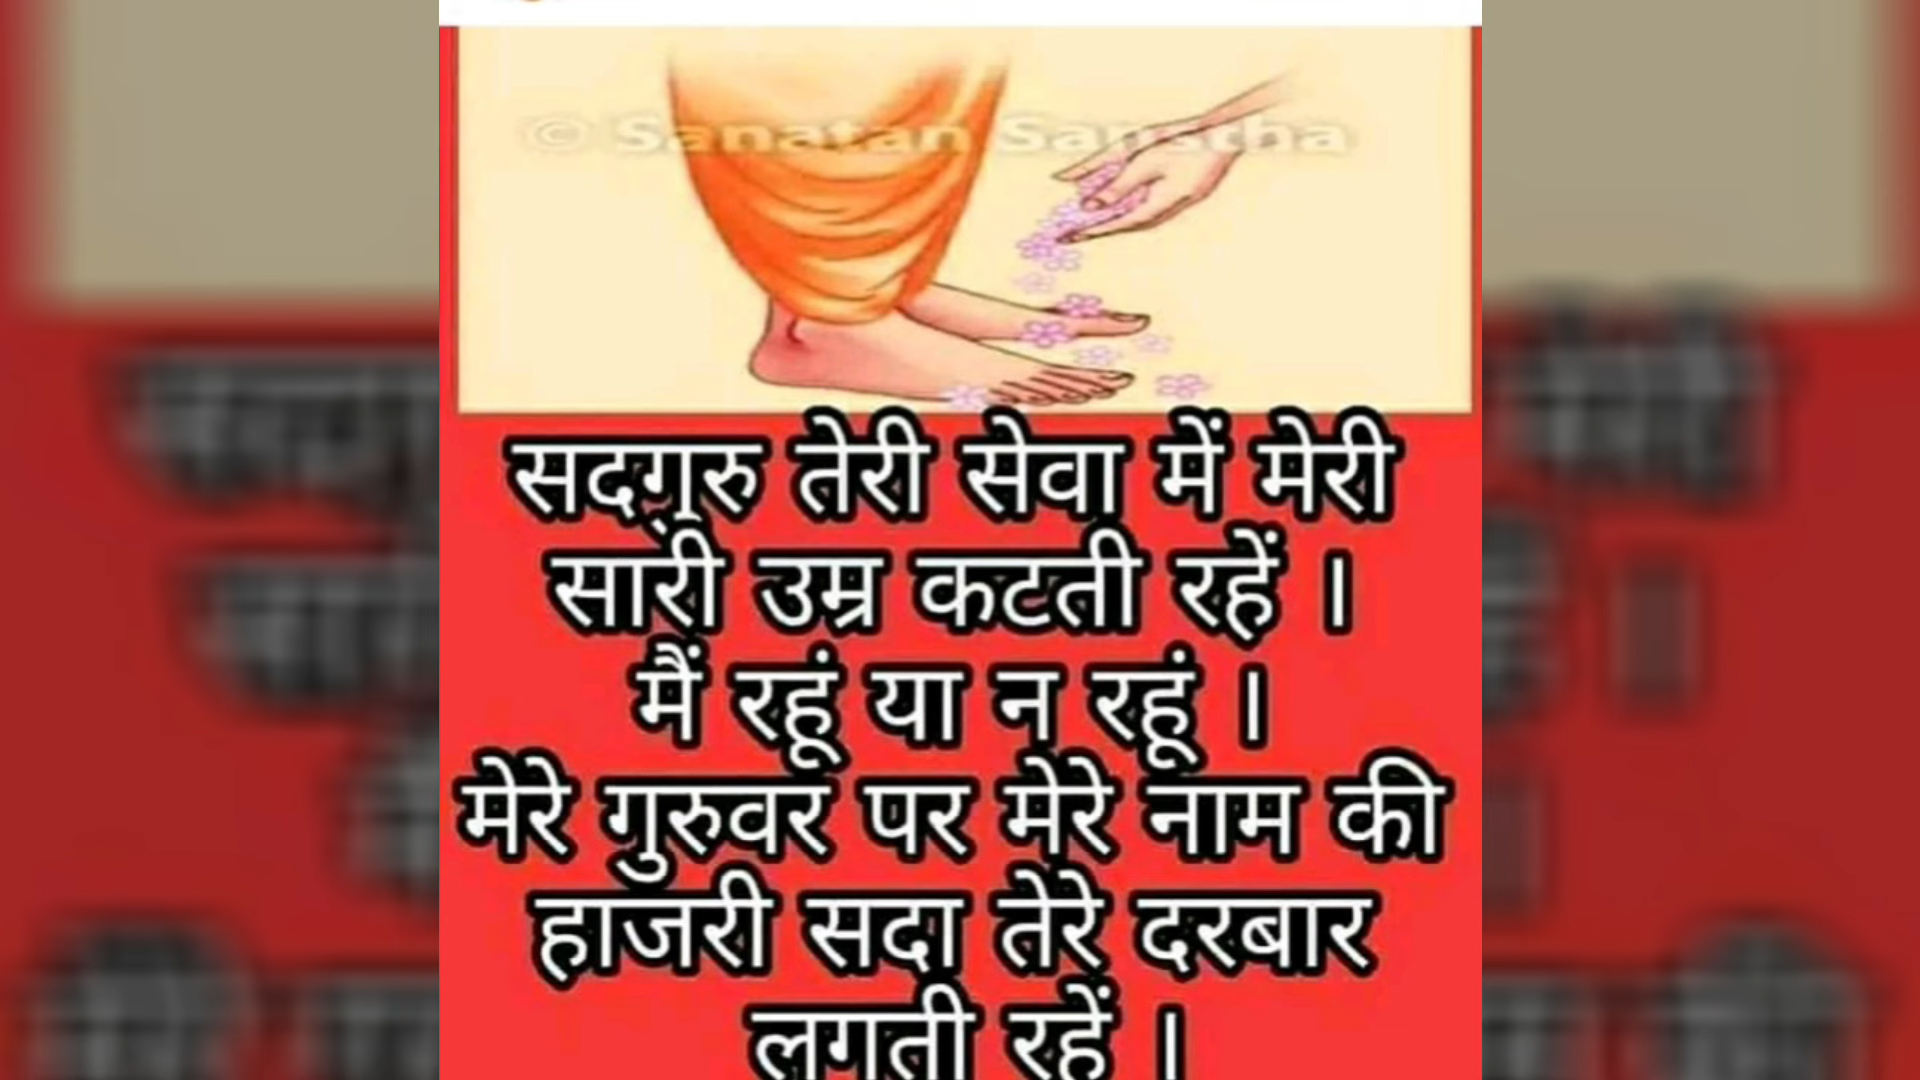 © Sanatan Sanstha
सदगुरु तेरी सेवा में मेरी
सारी उम्र कटती रहें ।
मैं रहूं या न रहूं ।
मेरे गुरुवर पर मेरे नाम की
हाजरी सदा तेरे दरबार
लगती रहें ।